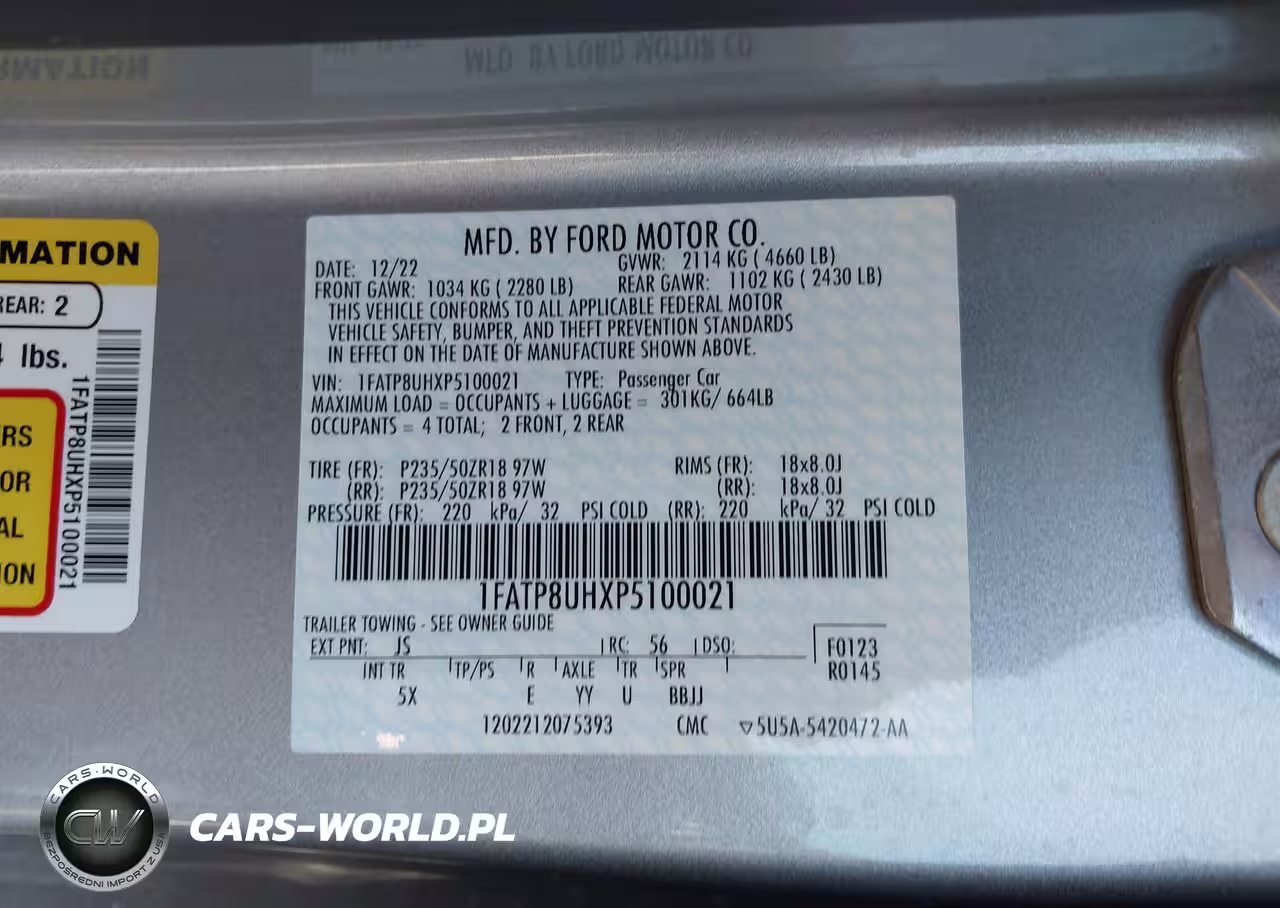 MFD. BY FORD MOTOR CO
MATION
REAR: 2
lbs.
1FATP8UHXP5100021
RS
OR
AL
ION
MFD. BY FORD MOTOR CO.
DATE: 12/22 GVWR: 2114 KG ( 4660 LB)
FRONT GAWR: 1034 KG ( 2280 LB) REAR GAWR: 1102 KG ( 2430 LB)
THIS VEHICLE CONFORMS TO ALL APPLICABLE FEDERAL MOTOR
VEHICLE SAFETY, BUMPER, AND THEFT PREVENTION STANDARDS
IN EFFECT ON THE DATE OF MANUFACTURE SHOWN ABOVE.
VIN: 1FATP8UHXP5100021 TYPE: Passenger Car
MAXIMUM LOAD = OCCUPANTS + LUGGAGE = 301KG/ 664LB
OCCUPANTS = 4 TOTAL; 2 FRONT, 2 REAR
TIRE (FR): P235/50ZR18 97W RIMS (FR): 18x8.0J
(RR): P235/50ZR18 97W (RR): 18x8.0J
PRESSURE (FR): 220 kPa/ 32 PSI COLD (RR): 220 kPa/ 32 PSI COLD
1FATP8UHXP5100021
TRAILER TOWING - SEE OWNER GUIDE
EXT PNT: JS RC: 56 DSO: F0123
INT TR TP/PS R AXLE TR SPR R0145
5X E YY U BBJJ
1202212075393 CMC ▽5U5A-5420472-AA
CARS-WORLD
CW
BEZPOŚREDNI IMPORT Z USA
CARS-WORLD.PL